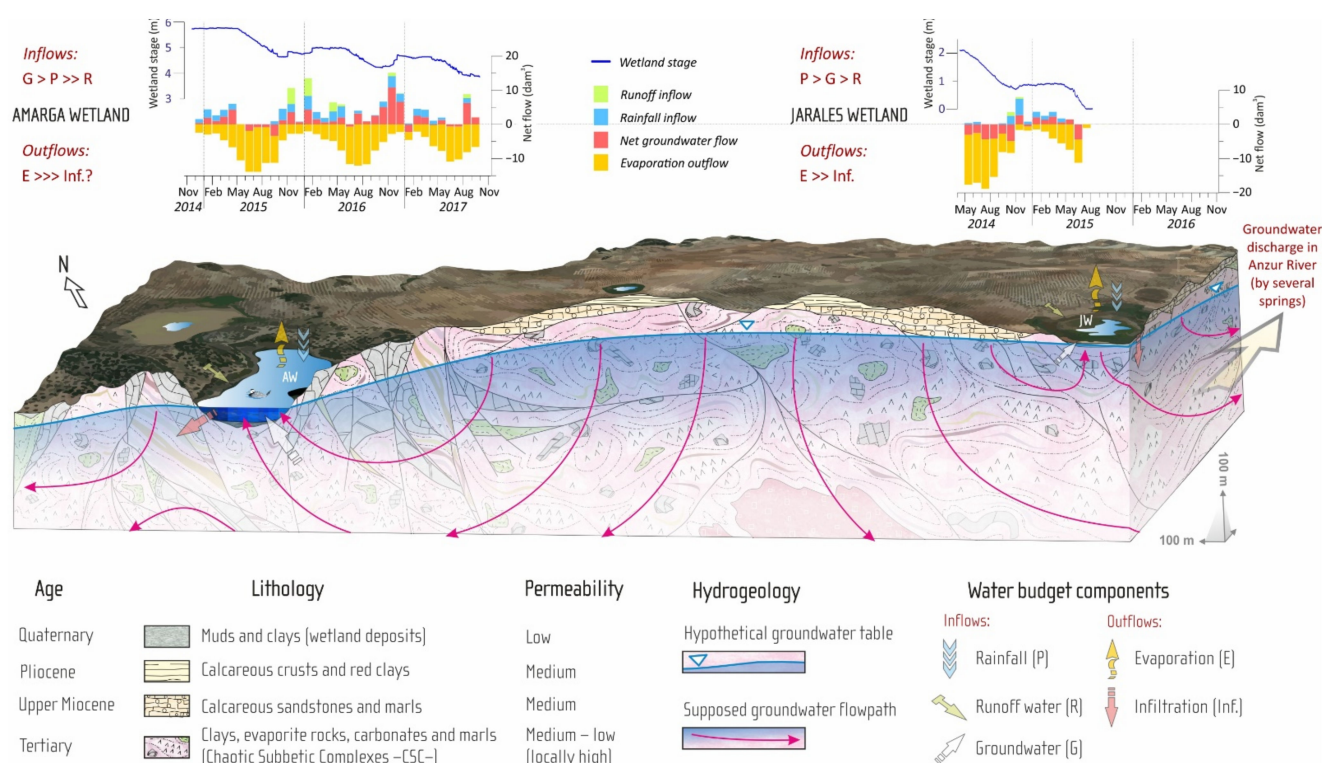 Inflows:
G > P >> R
AMARGA WETLAND
Outflows:
E >>> Inf.?
Wetland stage (m)
6
5
4
3
20
10
0
−10
Net flow (dam³)
Nov Feb May Aug Nov Feb May Aug Nov Feb May Aug Nov
2014 2015 2016 2017
Wetland stage
Runoff inflow
Rainfall inflow
Net groundwater flow
Evaporation outflow
Inflows:
P > G > R
JARALES WETLAND
Outflows:
E >> Inf.
Wetland stage (m)
2
1
0
10
0
−10
−20
Net flow (dam³)
May Aug Nov Feb May Aug Nov Feb May Aug Nov
2014 2015 2016
Groundwater
discharge in
Anzur River
(by several
springs)
N
AW
JW
100 m
100 m
Age Lithology Permeability Hydrogeology Water budget components
Quaternary Muds and clays (wetland deposits) Low
Pliocene Calcareous crusts and red clays Medium
Upper Miocene Calcareous sandstones and marls Medium
Tertiary Clays, evaporite rocks, carbonates and marls
(Chaotic Subbetic Complexes –CSC–)
Medium – low
(locally high)
Hypothetical groundwater table
Supposed groundwater flowpath
Inflows:
Rainfall (P)
Runoff water (R)
Groundwater (G)
Outflows:
Evaporation (E)
Infiltration (Inf.)